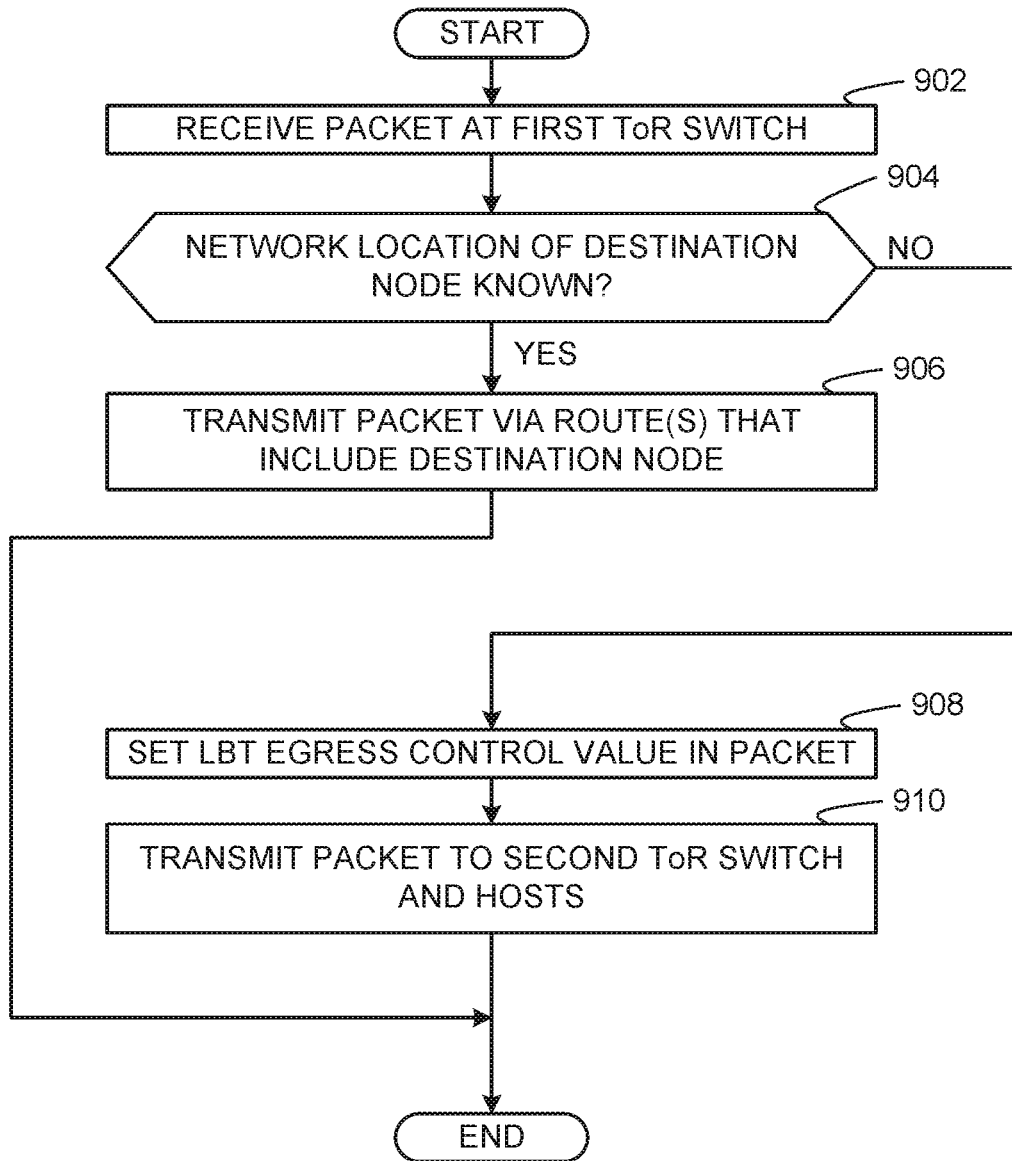 START
902
RECEIVE PACKET AT FIRST ToR SWITCH
904
NETWORK LOCATION OF DESTINATION
NODE KNOWN?
NO
YES
906
TRANSMIT PACKET VIA ROUTE(S) THAT
INCLUDE DESTINATION NODE
908
SET LBT EGRESS CONTROL VALUE IN PACKET
910
TRANSMIT PACKET TO SECOND ToR SWITCH
AND HOSTS
END